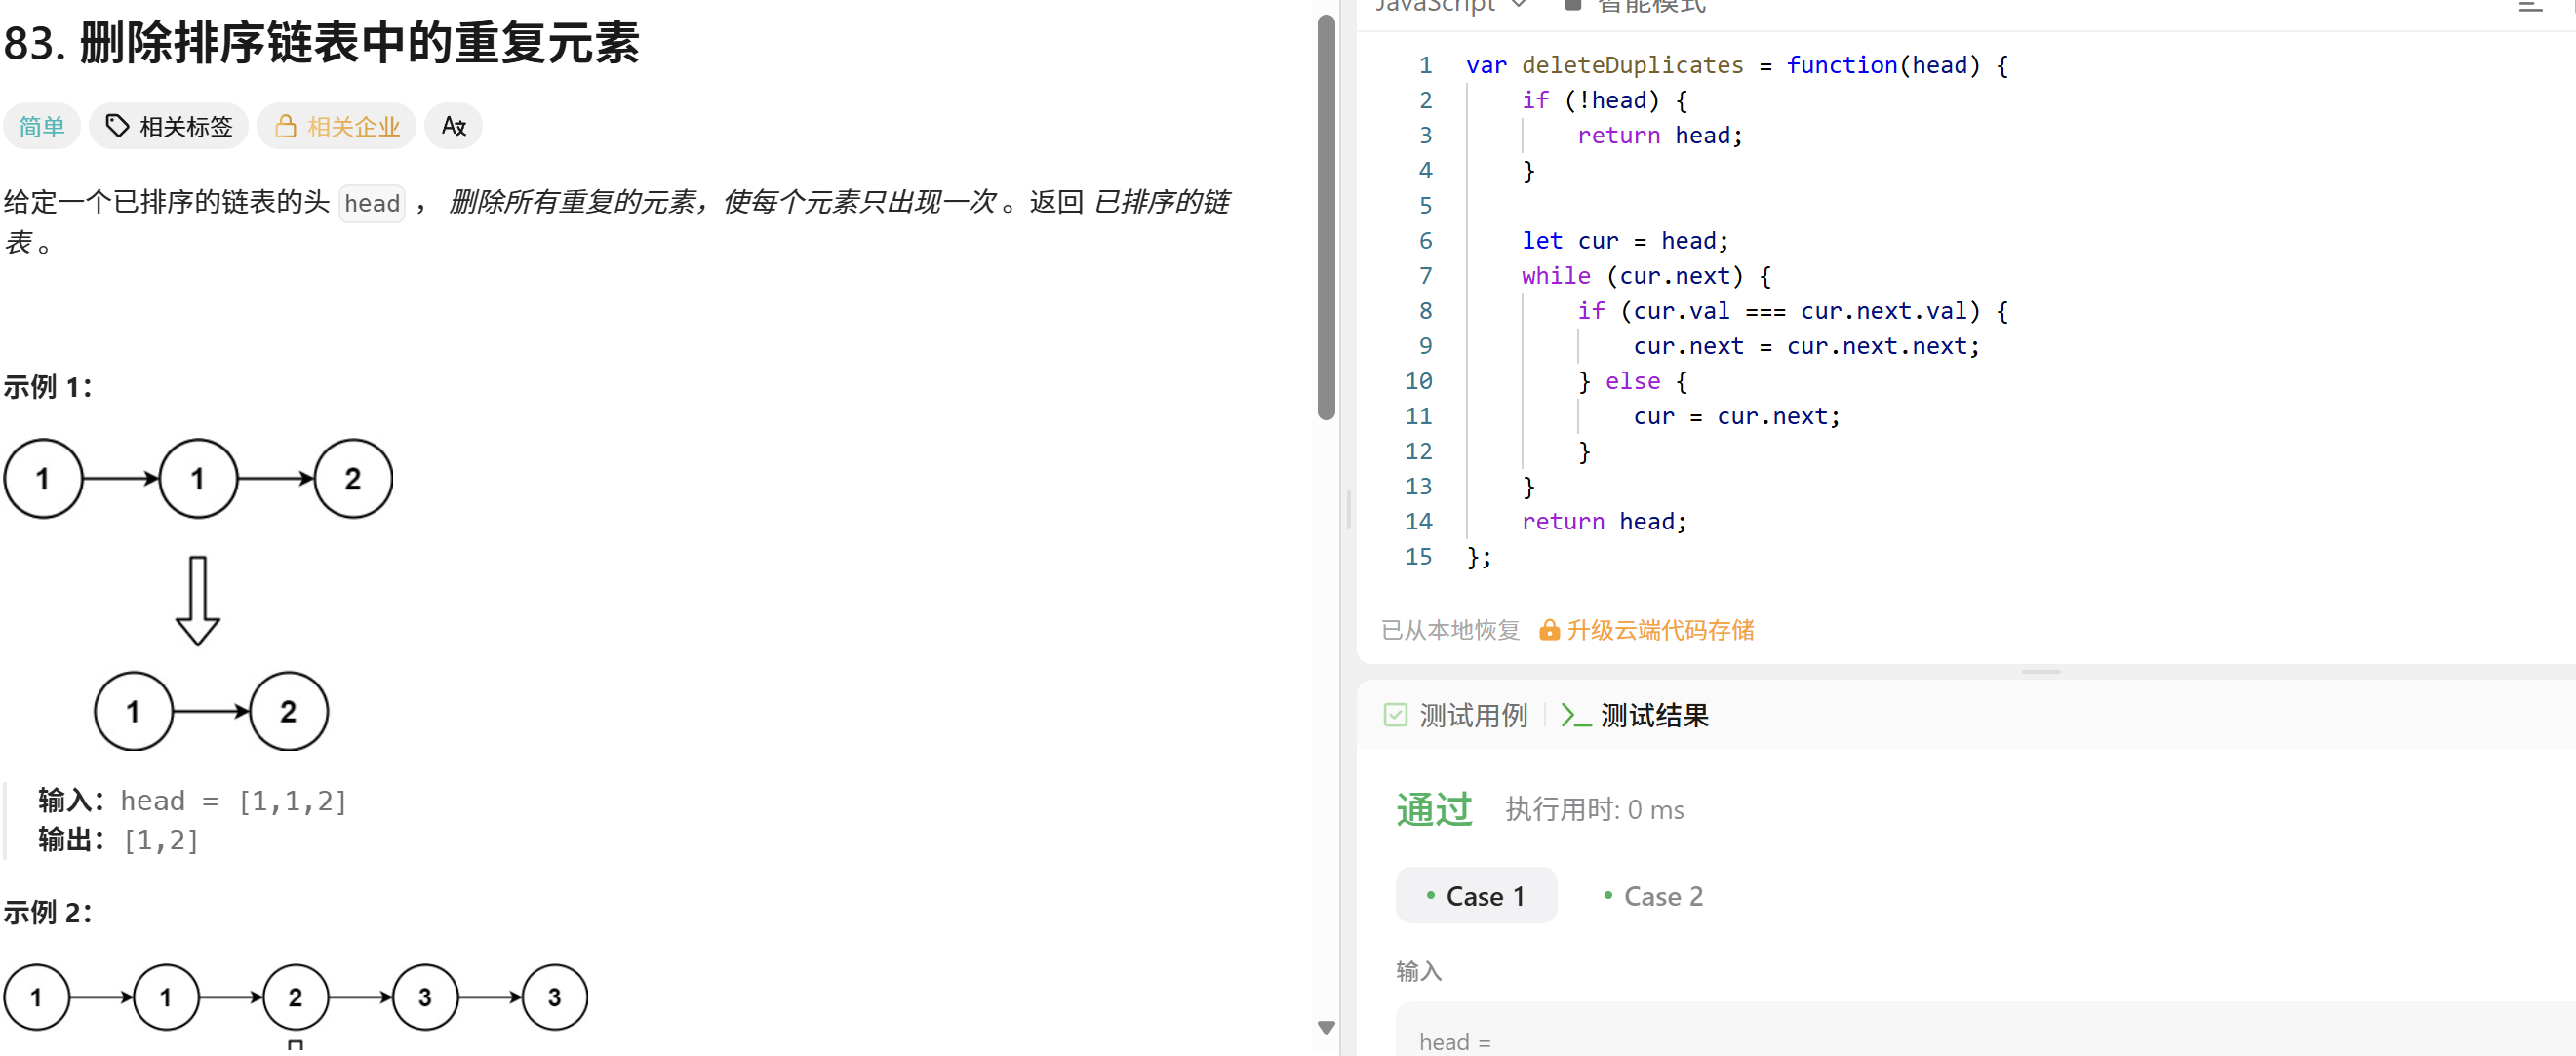 83. 删除排序链表中的重复元素
简单 相关标签 相关企业
给定一个已排序的链表的头 head ， 删除所有重复的元素，使每个元素只出现一次 。返回 已排序的链
表 。
示例 1：
1 1 2
1 2
输入：head = [1,1,2]
输出：[1,2]
示例 2：
1 1 2 3 3
JavaScript 智能模式
1 var deleteDuplicates = function(head) {
2     if (!head) {
3         return head;
4     }
5
6     let cur = head;
7     while (cur.next) {
8         if (cur.val === cur.next.val) {
9             cur.next = cur.next.next;
10         } else {
11             cur = cur.next;
12         }
13     }
14     return head;
15 };
已从本地恢复 升级云端代码存储
测试用例 测试结果
通过 执行用时: 0 ms
Case 1 Case 2
输入
head =